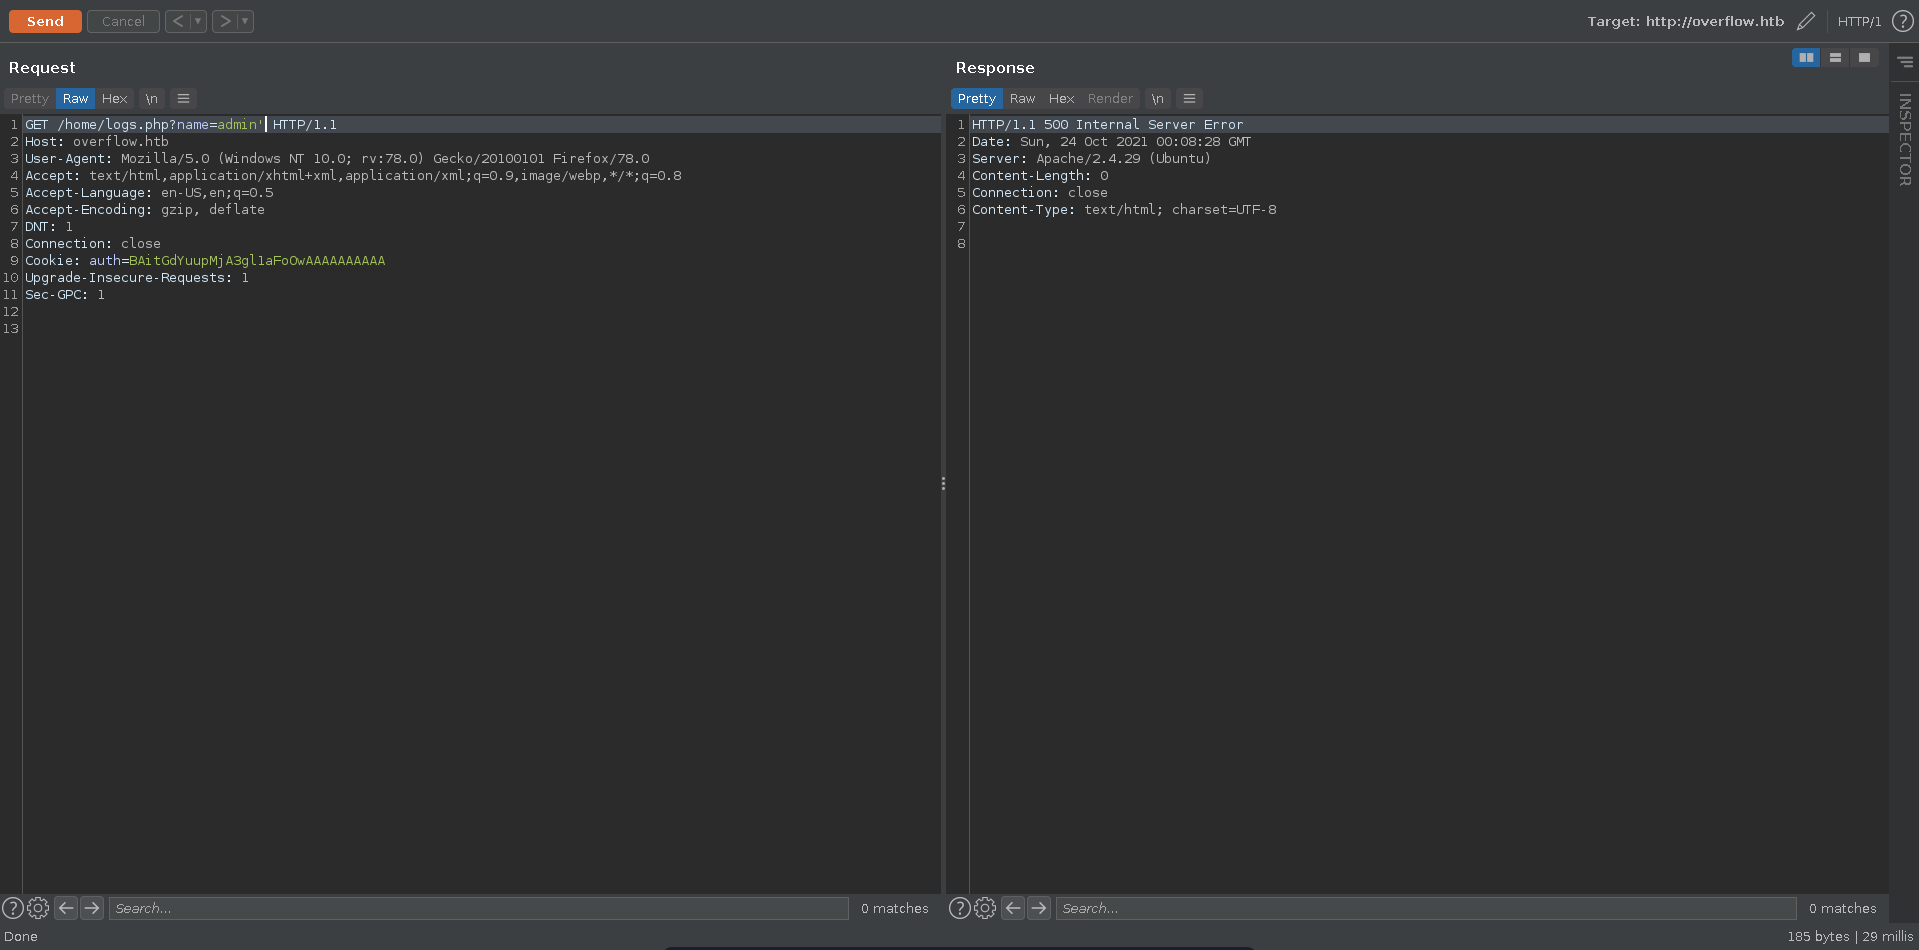 Send Cancel < > Target: http://overflow.htb HTTP/1 ?
Request
Pretty Raw Hex \n
1 GET /home/logs.php?name=admin' HTTP/1.1
2 Host: overflow.htb
3 User-Agent: Mozilla/5.0 (Windows NT 10.0; rv:78.0) Gecko/20100101 Firefox/78.0
4 Accept: text/html,application/xhtml+xml,application/xml;q=0.9,image/webp,*/*;q=0.8
5 Accept-Language: en-US,en;q=0.5
6 Accept-Encoding: gzip, deflate
7 DNT: 1
8 Connection: close
9 Cookie: auth=BAitGdYuupMjA3gl1aFoOwAAAAAAAAAA
10 Upgrade-Insecure-Requests: 1
11 Sec-GPC: 1
12
13
? Search... 0 matches
Response
Pretty Raw Hex Render \n
1 HTTP/1.1 500 Internal Server Error
2 Date: Sun, 24 Oct 2021 00:08:28 GMT
3 Server: Apache/2.4.29 (Ubuntu)
4 Content-Length: 0
5 Connection: close
6 Content-Type: text/html; charset=UTF-8
7
8
? Search... 0 matches
INSPECTOR
Done 185 bytes | 29 millis